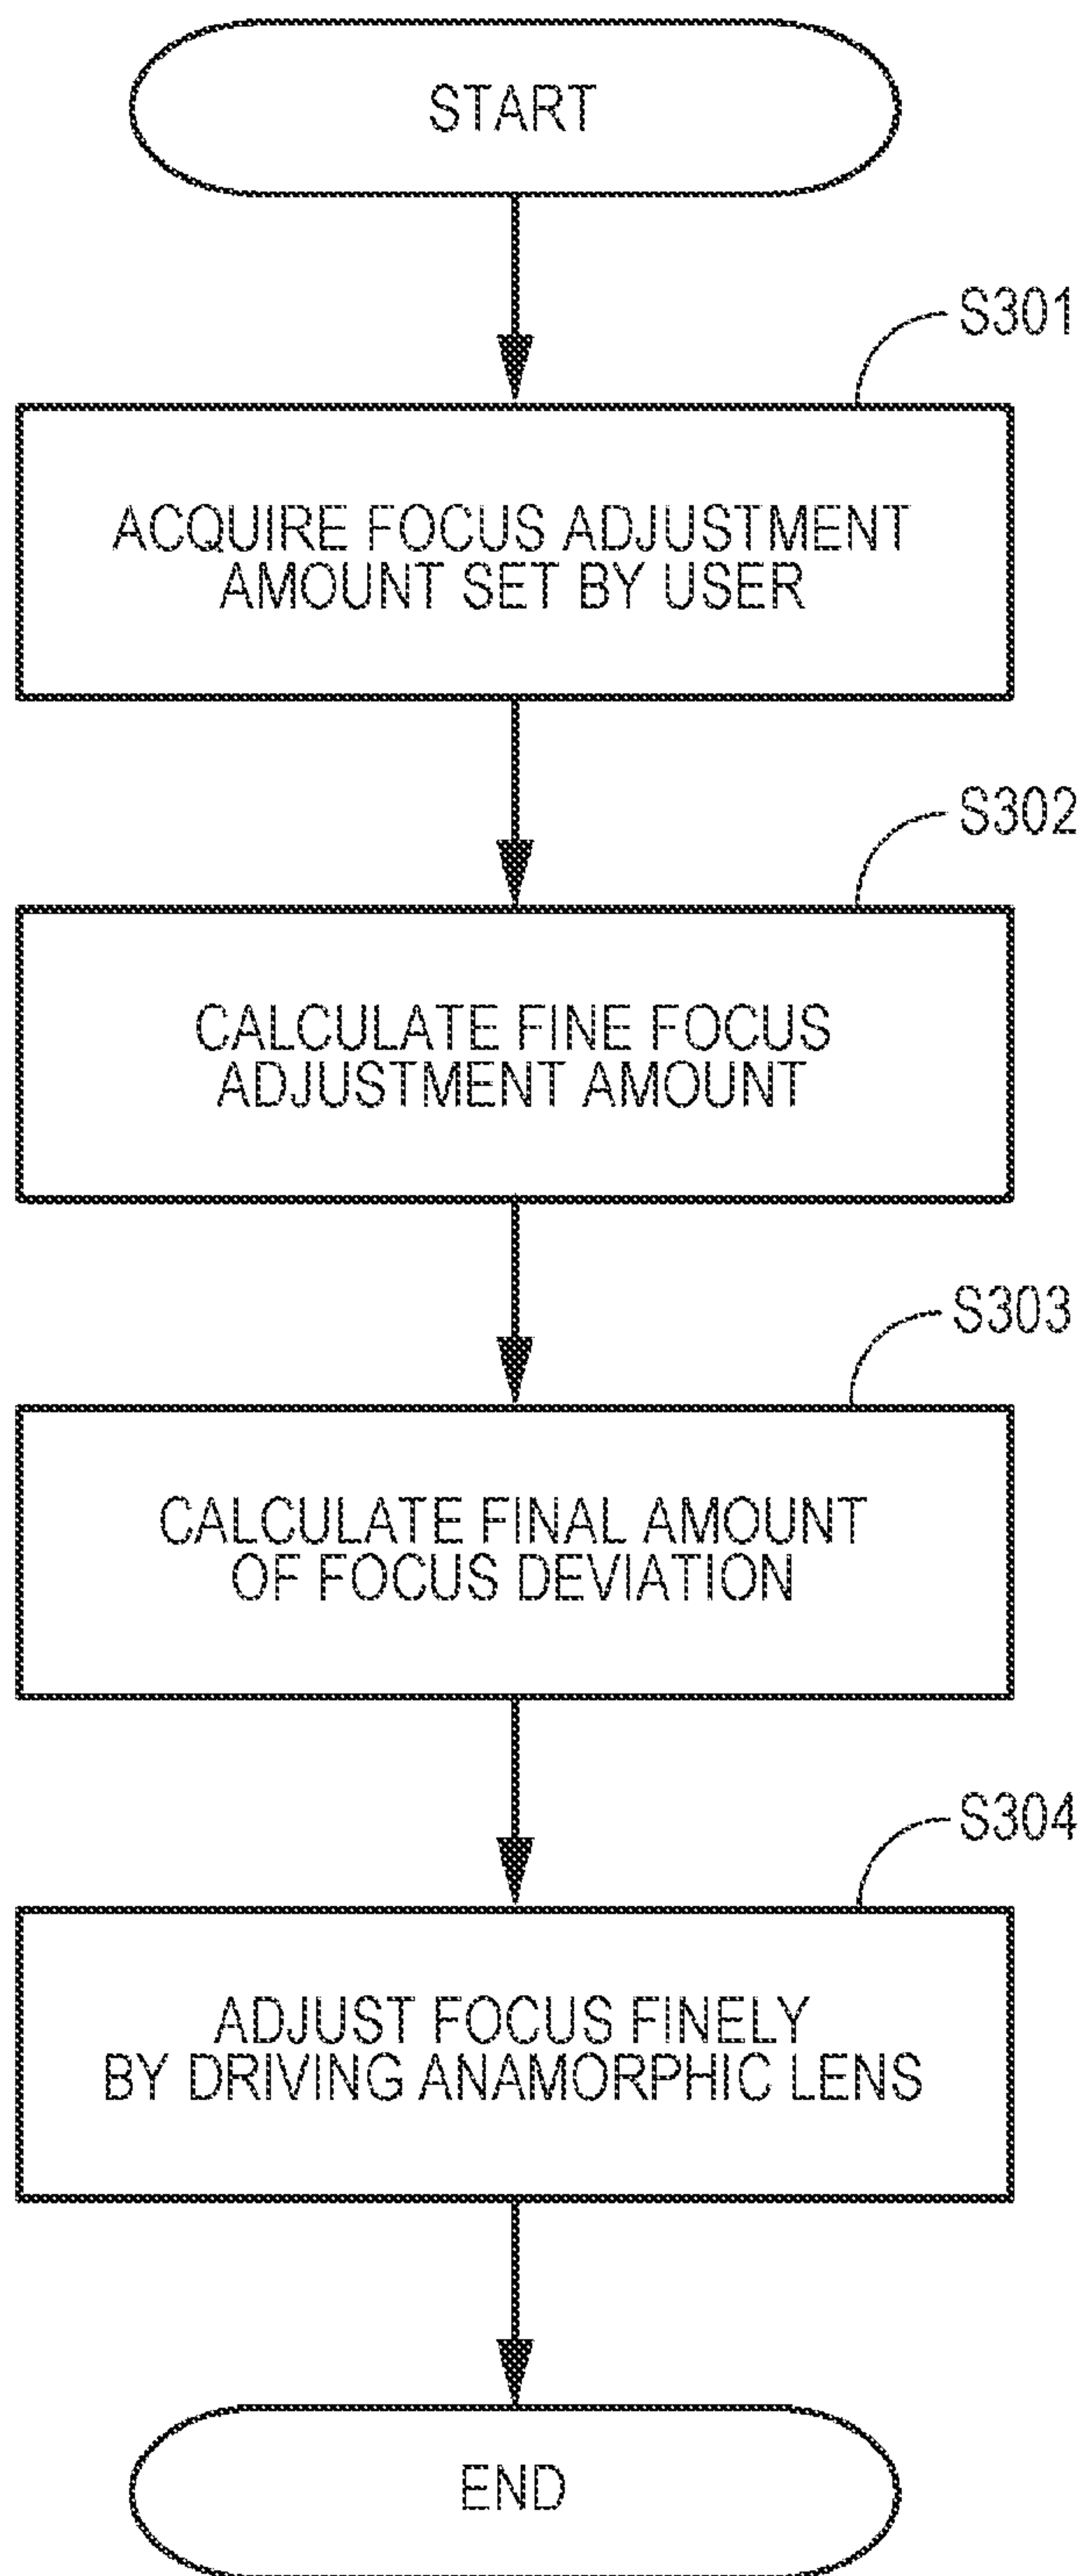 START
S301
ACQUIRE FOCUS ADJUSTMENT
AMOUNT SET BY USER
S302
CALCULATE FINE FOCUS
ADJUSTMENT AMOUNT
S303
CALCULATE FINAL AMOUNT
OF FOCUS DEVIATION
S304
ADJUST FOCUS FINELY
BY DRIVING ANAMORPHIC LENS
END